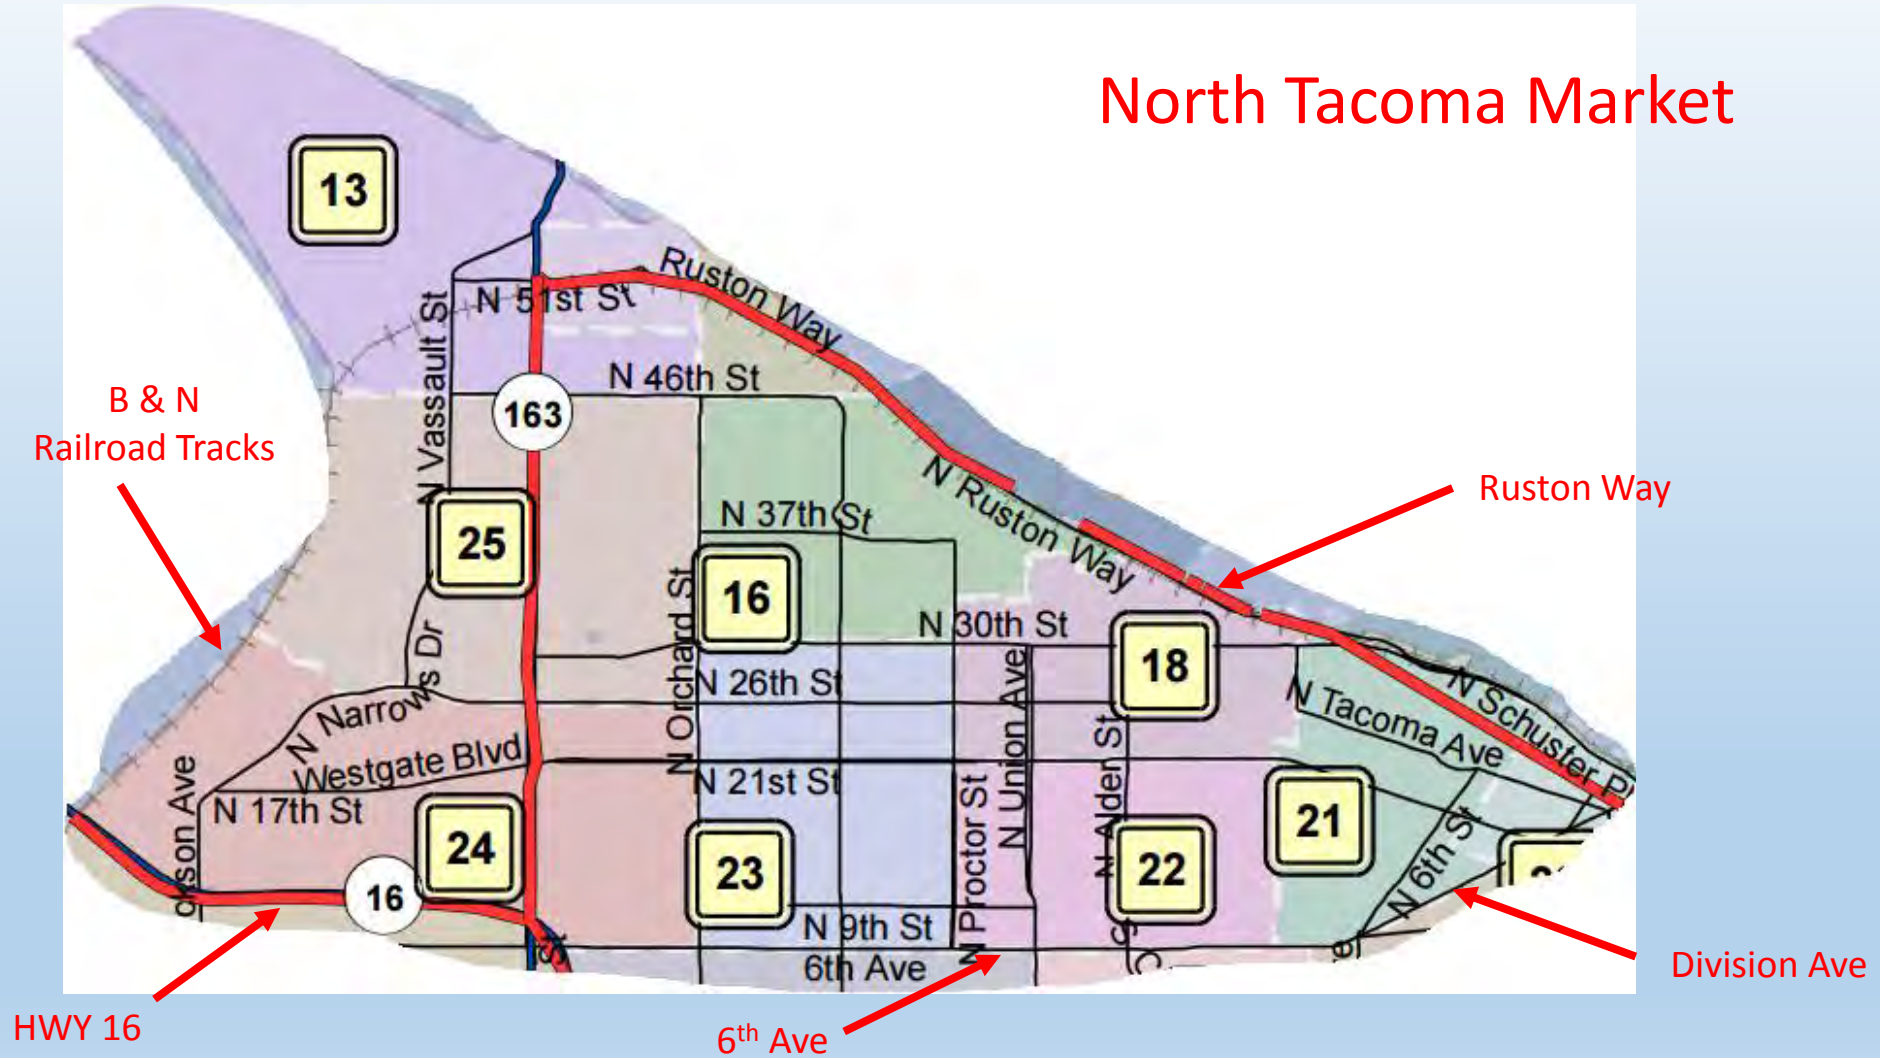 North Tacoma Market
13
Ruston Way
N 51st St
N Vassault St
N 46th St
163
B & N
Railroad Tracks
N Ruston Way
Ruston Way
25
N 37th St
16
N Orchard St
N 30th St
18
N Narrows Dr
N 26th St
N Union Ave
N Tacoma Ave
N Schuster
Westgate Blvd
N 21st St
N Alder St
N 17th St
N Proctor St
24
23
22
21
N 6th St
16
N 9th St
6th Ave
Division Ave
HWY 16
6th Ave